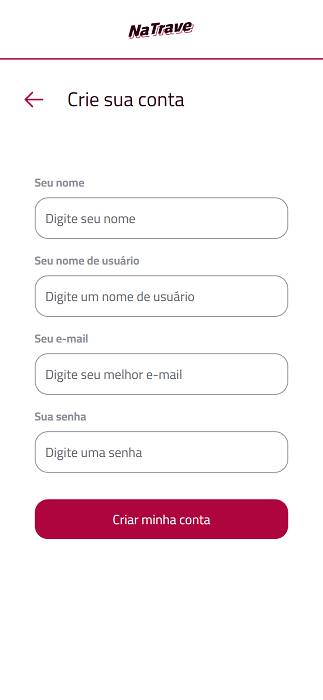 NaTrave
Crie sua conta
Seu nome
Digite seu nome
Seu nome de usuário
Digite um nome de usuário
Seu e-mail
Digite seu melhor e-mail
Sua senha
Digite uma senha
Criar minha conta